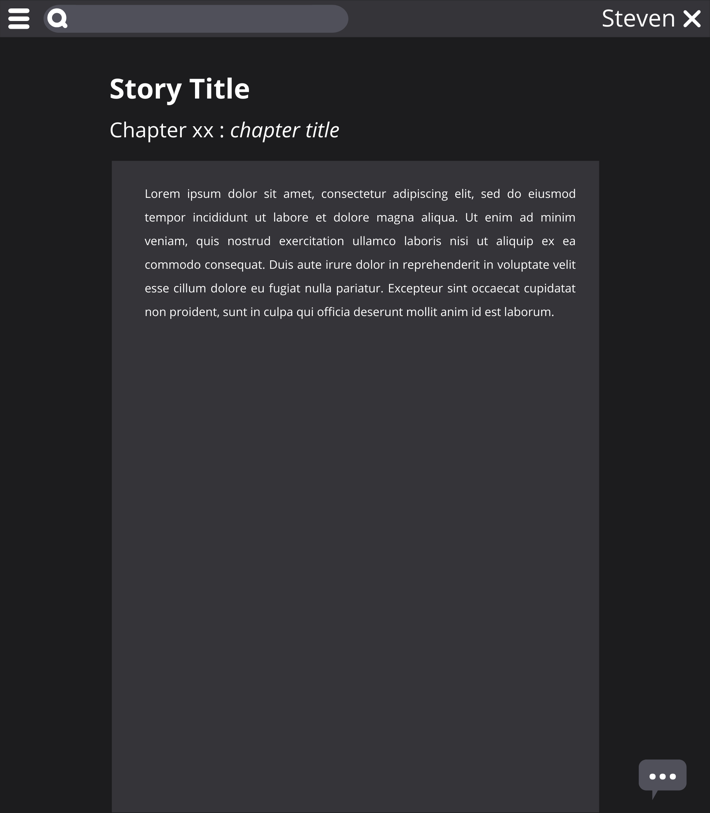 Steven
Story Title
Chapter xx : chapter title
Lorem ipsum dolor sit amet, consectetur adipiscing elit, sed do eiusmod
tempor incididunt ut labore et dolore magna aliqua. Ut enim ad minim
veniam, quis nostrud exercitation ullamco laboris nisi ut aliquip ex ea
commodo consequat. Duis aute irure dolor in reprehenderit in voluptate velit
esse cillum dolore eu fugiat nulla pariatur. Excepteur sint occaecat cupidatat
non proident, sunt in culpa qui officia deserunt mollit anim id est laborum.